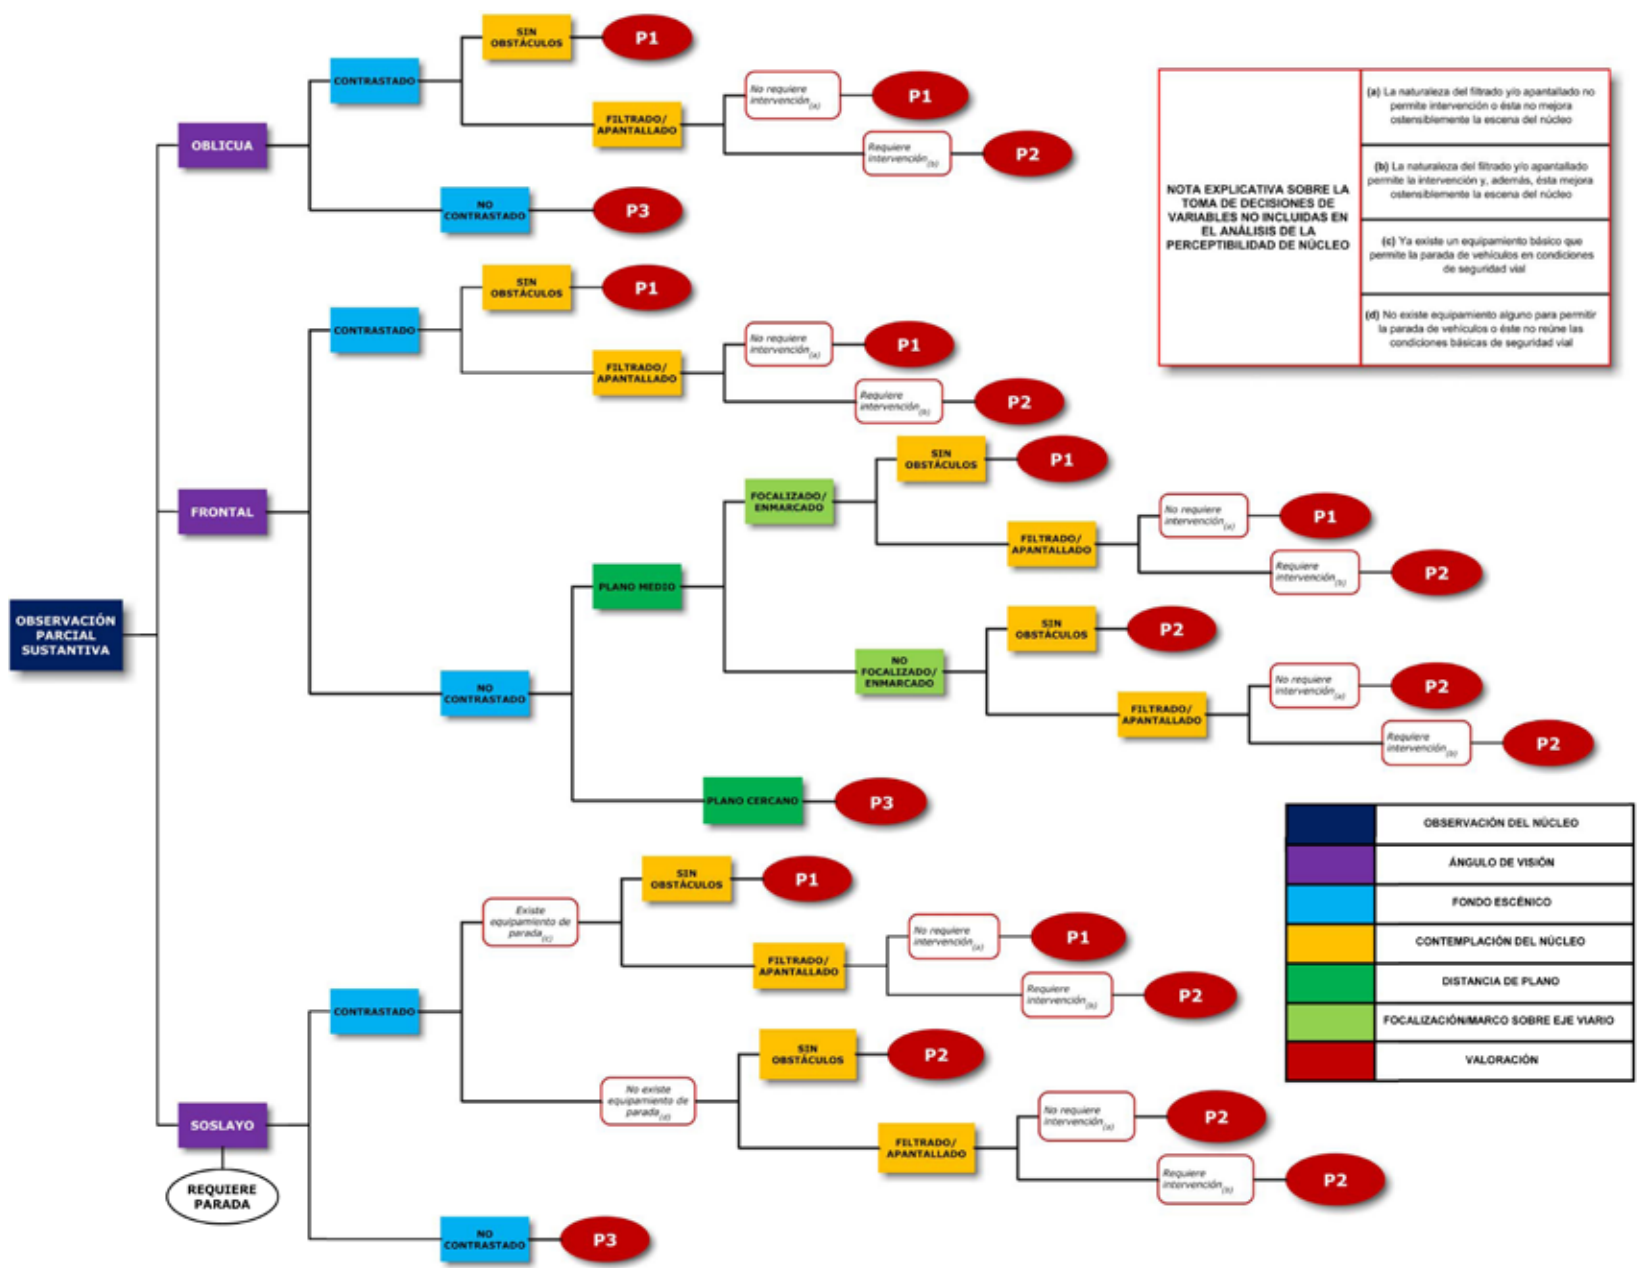 SIN
OBSTÁCULOS
P1
CONTRASTADO
No requiere
intervención(a)
P1
FILTRADO/
APANTALLADO
Requiere
intervención(b)
P2
OBLICUA
NO
CONTRASTADO
P3
SIN
OBSTÁCULOS
P1
CONTRASTADO
No requiere
intervención(a)
P1
FILTRADO/
APANTALLADO
Requiere
intervención(b)
P2
SIN
OBSTÁCULOS
P1
FOCALIZADO/
ENMARCADO
No requiere
intervención(a)
P1
FRONTAL
FILTRADO/
APANTALLADO
Requiere
intervención(b)
P2
PLANO MEDIO
SIN
OBSTÁCULOS
P2
OBSERVACIÓN
PARCIAL
SUSTANTIVA
NO
FOCALIZADO/
ENMARCADO
No requiere
intervención(a)
P2
NO
CONTRASTADO
FILTRADO/
APANTALLADO
Requiere
intervención(b)
P2
PLANO CERCANO
P3
SIN
OBSTÁCULOS
P1
Existe
equipamiento de
parada(c)
No requiere
intervención(a)
P1
FILTRADO/
APANTALLADO
Requiere
intervención(b)
P2
CONTRASTADO
SIN
OBSTÁCULOS
P2
No existe
equipamiento de
parada(d)
No requiere
intervención(a)
P2
SOSLAYO
FILTRADO/
APANTALLADO
Requiere
intervención(b)
P2
REQUIERE
PARADA
NO
CONTRASTADO
P3
NOTA EXPLICATIVA SOBRE LA
TOMA DE DECISIONES DE
VARIABLES NO INCLUIDAS EN
EL ANÁLISIS DE LA
PERCEPTIBILIDAD DE NÚCLEO
(a) La naturaleza del filtrado y/o apantallado no
permite intervención o ésta no mejora
ostensiblemente la escena del núcleo
(b) La naturaleza del filtrado y/o apantallado
permite la intervención y, además, ésta mejora
ostensiblemente la escena del núcleo
(c) Ya existe un equipamiento básico que
permite la parada de vehículos en condiciones
de seguridad vial
(d) No existe equipamiento alguno para permitir
la parada de vehículos o éste no reúne las
condiciones básicas de seguridad vial
OBSERVACIÓN DEL NÚCLEO
ÁNGULO DE VISIÓN
FONDO ESCÉNICO
CONTEMPLACIÓN DEL NÚCLEO
DISTANCIA DE PLANO
FOCALIZACIÓN/MARCO SOBRE EJE VIARIO
VALORACIÓN